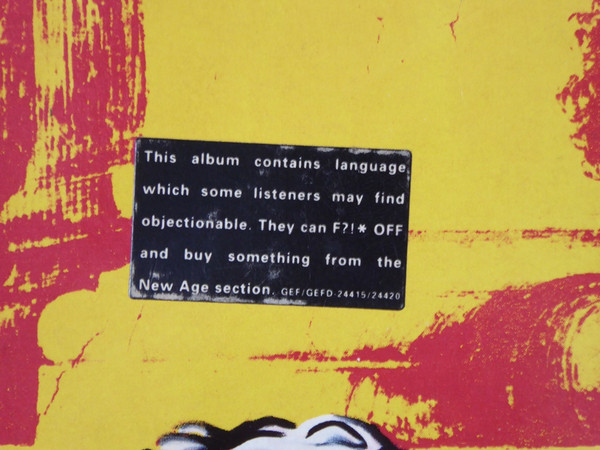 This album contains language
which some listeners may find
objectionable. They can F?!* OFF
and buy something from the
New Age section. GEF/GEFD-24415/24420